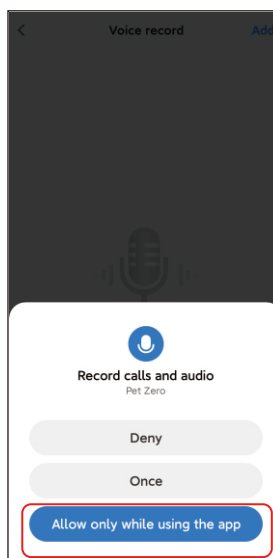 Voice record Add
Record calls and audio
Pet Zero
Deny
Once
Allow only while using the app